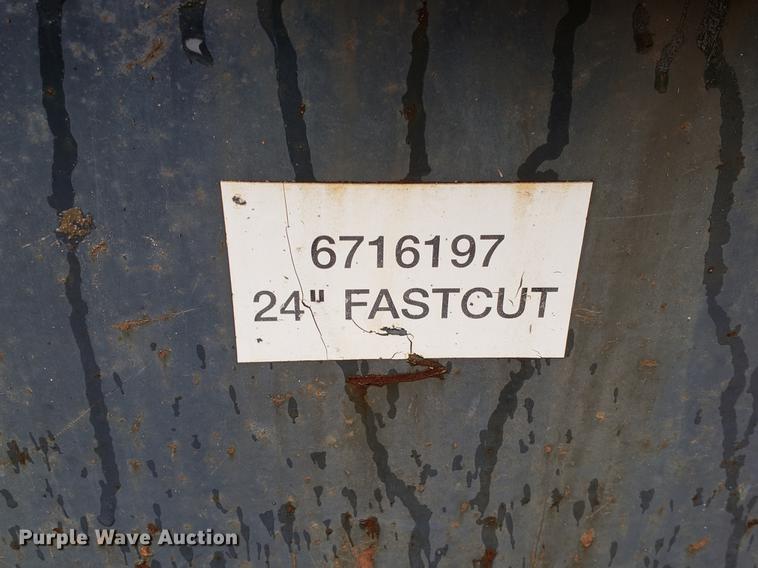 6716197
24" FASTCUT
Purple Wave Auction